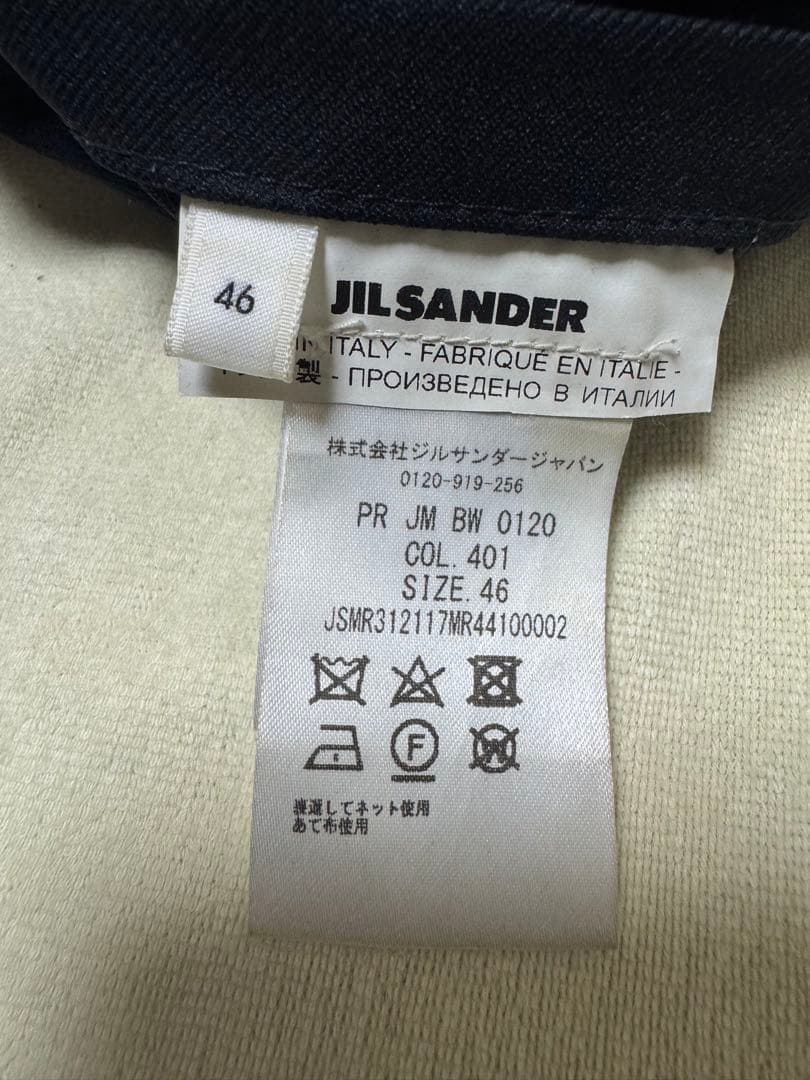 46
JIL SANDER
IN ITALY - FABRIQUÉ EN ITALIE -
製 - ПРОИЗВЕДЕНО В ИТАЛИИ
株式会社ジルサンダージャパン
0120-919-256
PR JM BW 0120
COL. 401
SIZE. 46
JSMR312117MR44100002
F
W
裏返してネット使用
あて布使用